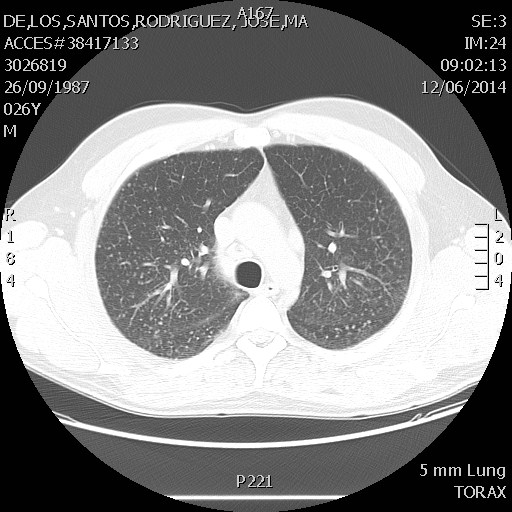 DE,LOS,SANTOS,RODRIGUEZ, JOSE,MA
ACCES#38417133
3026819
26/09/1987
026Y
M
A167
SE:3
IM:24
09:02:13
12/06/2014
R
1
8
4
L
2
0
4
P221
5 mm Lung
TORAX